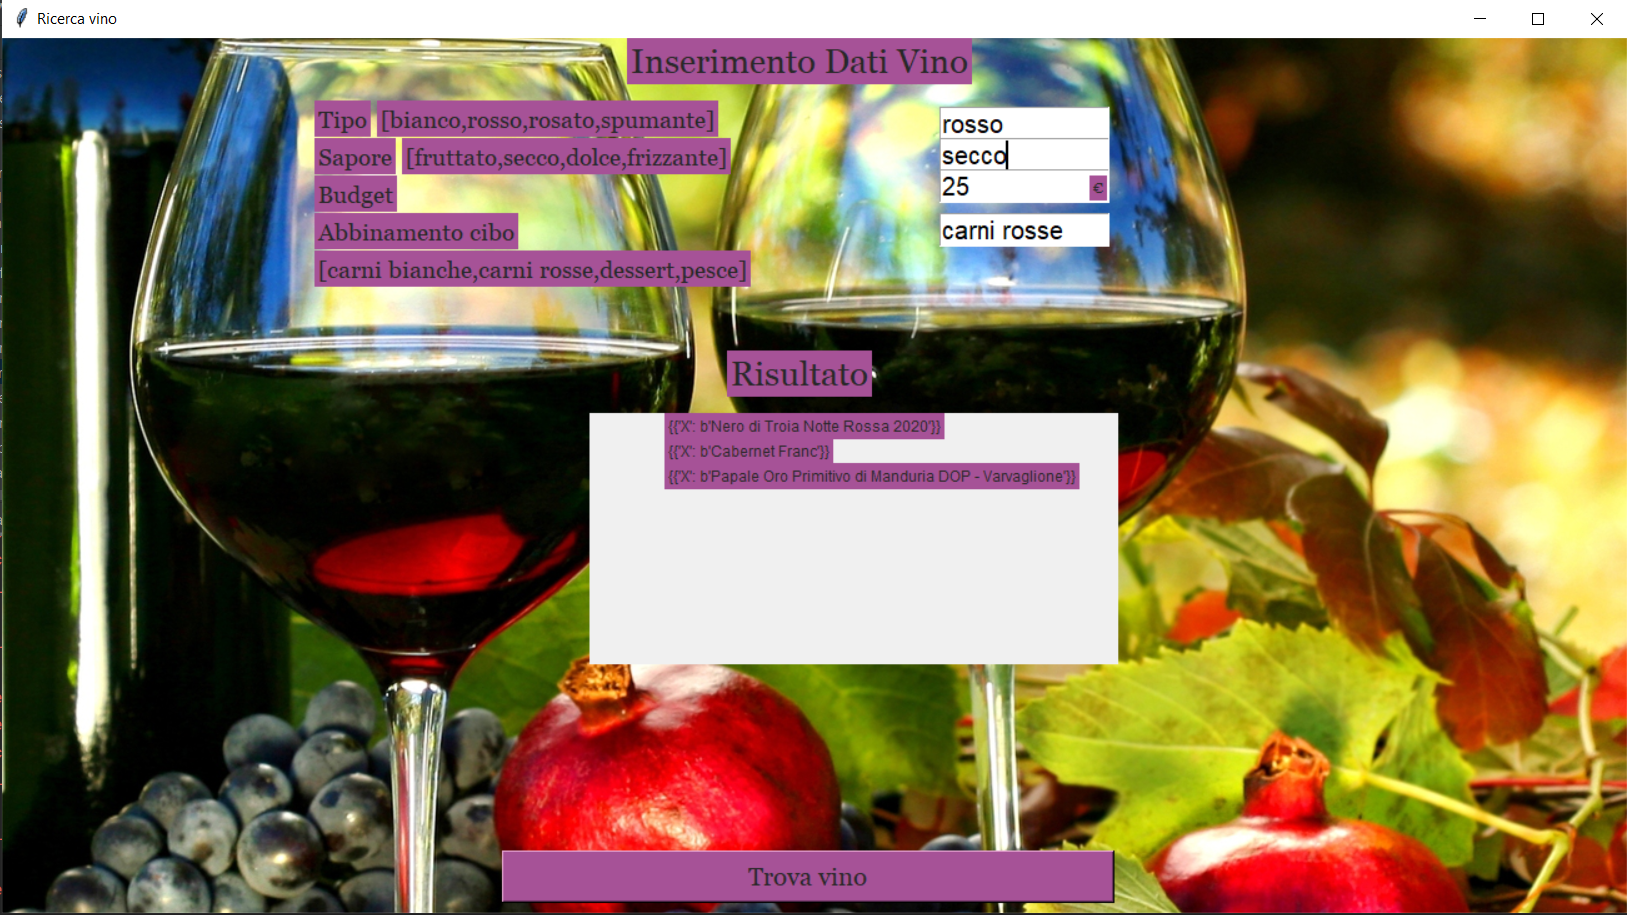 Ricerca vino
Inserimento Dati Vino
Tipo [bianco,rosso,rosato,spumante]
rosso
Sapore [fruttato,secco,dolce,frizzante]
secco
Budget
25 €
Abbinamento cibo
carni rosse
[carni bianche,carni rosse,dessert,pesce]
Risultato
{{'X': b'Nero di Troia Notte Rossa 2020'}}
{{'X': b'Cabernet Franc'}}
{{'X': b'Papale Oro Primitivo di Manduria DOP - Varvaglione'}}
Trova vino